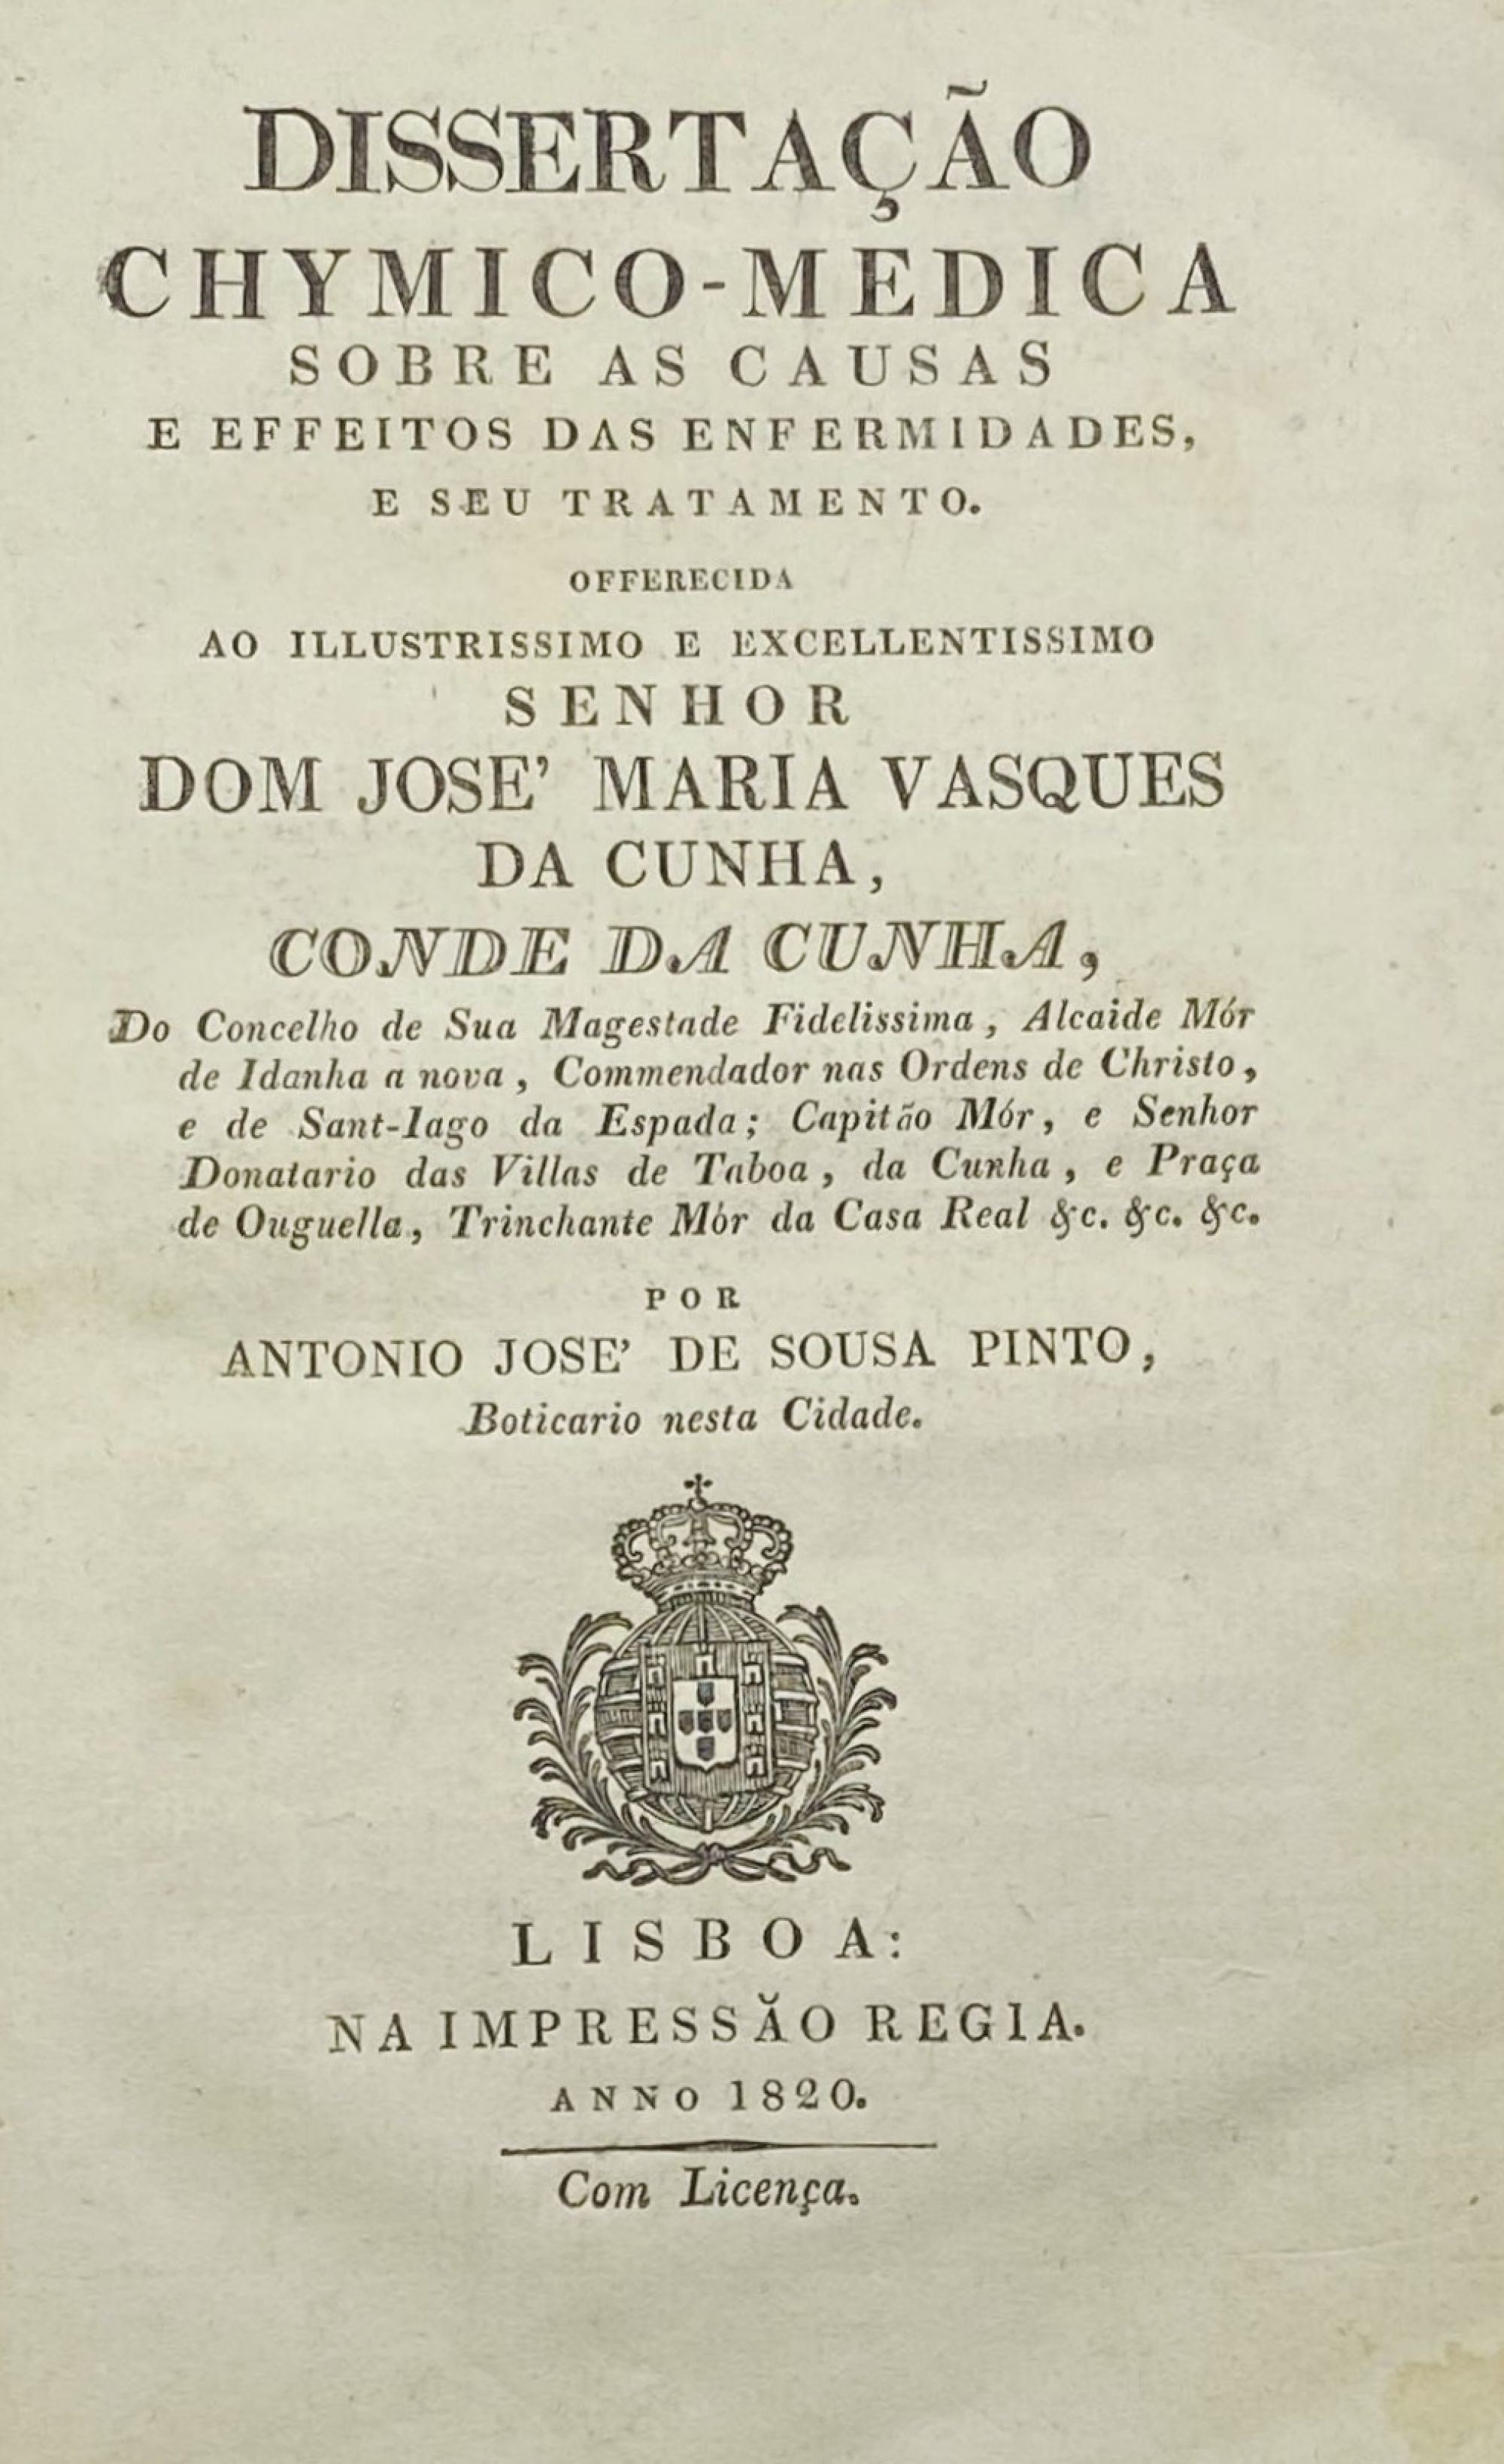 DISSERTAÇÃO
CHYMICO-MEDICA
SOBRE AS CAUSAS
E EFFEITOS DAS ENFERMIDADES,
E SEU TRATAMENTO.
OFFERECIDA
AO ILLUSTRISSIMO E EXCELLENTISSIMO
SENHOR
DOM JOSE' MARIA VASQUES
DA CUNHA,
CONDE DA CUNHA,
Do Concelho de Sua Magestade Fidelissima, Alcaide Mór
de Idanha a nova, Commendador nas Ordens de Christo,
e de Sant-Iago da Espada; Capitão Mór, e Senhor
Donatario das Villas de Taboa, da Cunha, e Praça
de Ouguella, Trinchante Mór da Casa Real &c. &c. &c.
POR
ANTONIO JOSE' DE SOUSA PINTO,
Boticario nesta Cidade.
LISBOA:
NA IMPRESSĂO REGIA.
ANNO 1820.
Com Licença.